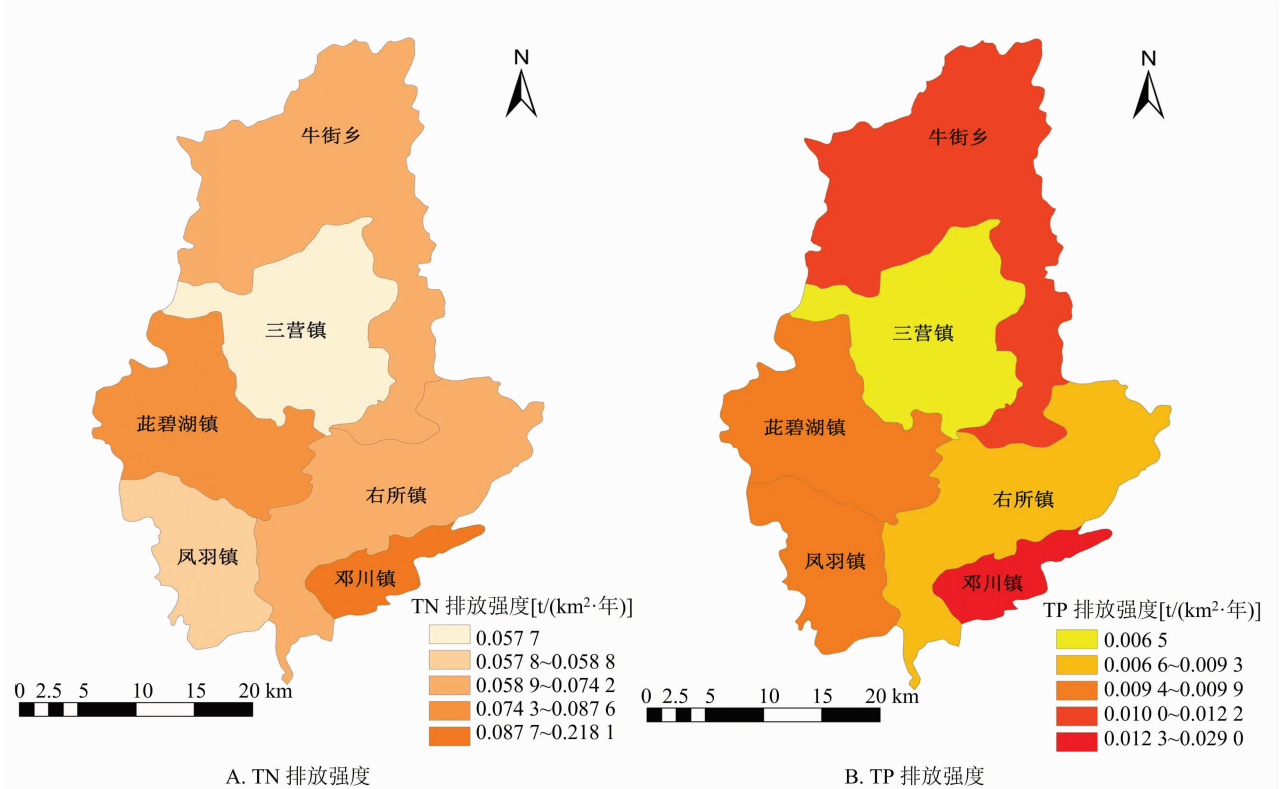 N
牛街乡
三营镇
茈碧湖镇
右所镇
凤羽镇
邓川镇
TN 排放强度[t/(km²·年)]
0.057 7
0.057 8~0.058 8
0.058 9~0.074 2
0.074 3~0.087 6
0.087 7~0.218 1
0 2.5 5 10 15 20 km
A. TN 排放强度
N
牛街乡
三营镇
茈碧湖镇
右所镇
凤羽镇
邓川镇
TP 排放强度[t/(km²·年)]
0.006 5
0.006 6~0.009 3
0.009 4~0.009 9
0.010 0~0.012 2
0.012 3~0.029 0
0 2.5 5 10 15 20 km
B. TP 排放强度